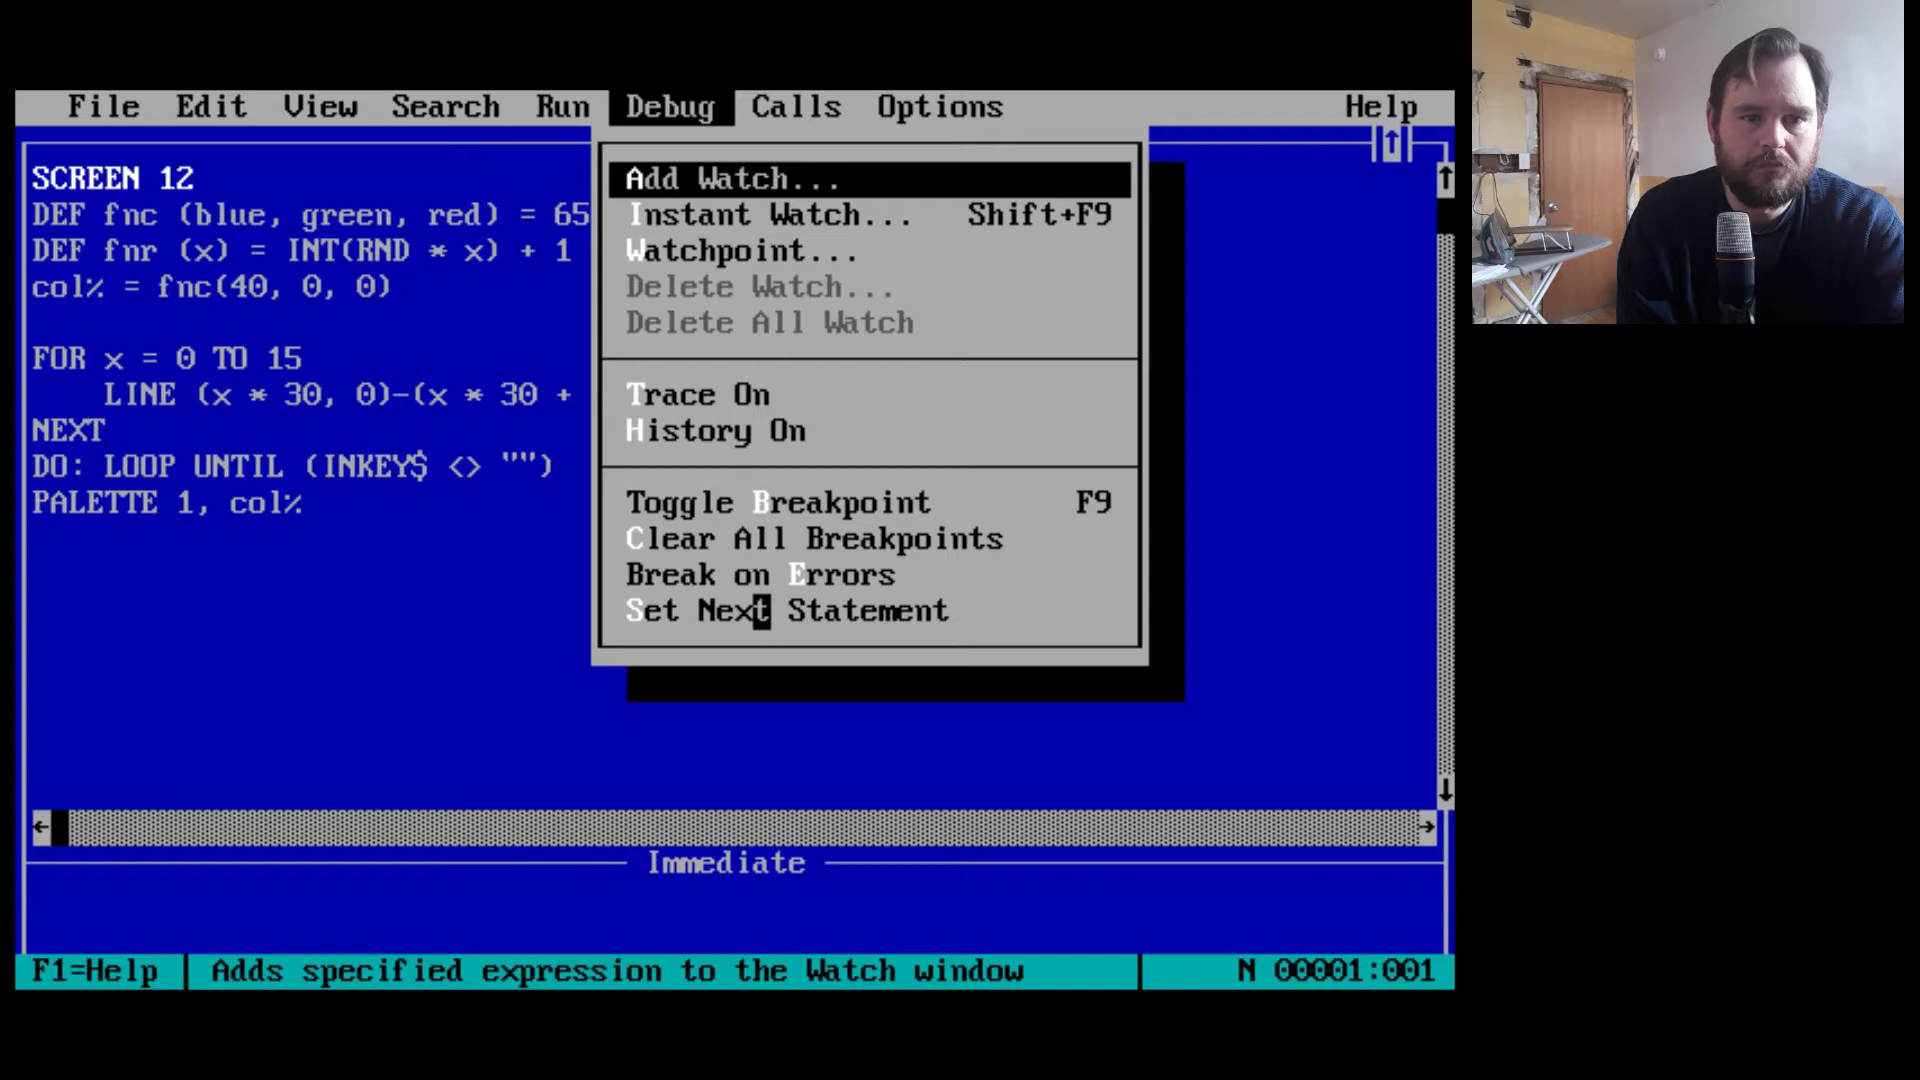 File Edit View Search Run Debug Calls Options Help
SCREEN 12
DEF fnc (blue, green, red) = 65
DEF fnr (x) = INT(RND * x) + 1
col% = fnc(40, 0, 0)
FOR x = 0 TO 15
LINE (x * 30, 0)-(x * 30 +
NEXT
DO: LOOP UNTIL (INKEY$ <> "")
PALETTE 1, col%
Add Watch...
Instant Watch... Shift+F9
Watchpoint...
Delete Watch...
Delete All Watch
Trace On
History On
Toggle Breakpoint F9
Clear All Breakpoints
Break on Errors
Set Next Statement
Immediate
F1=Help Adds specified expression to the Watch window N 00001:001